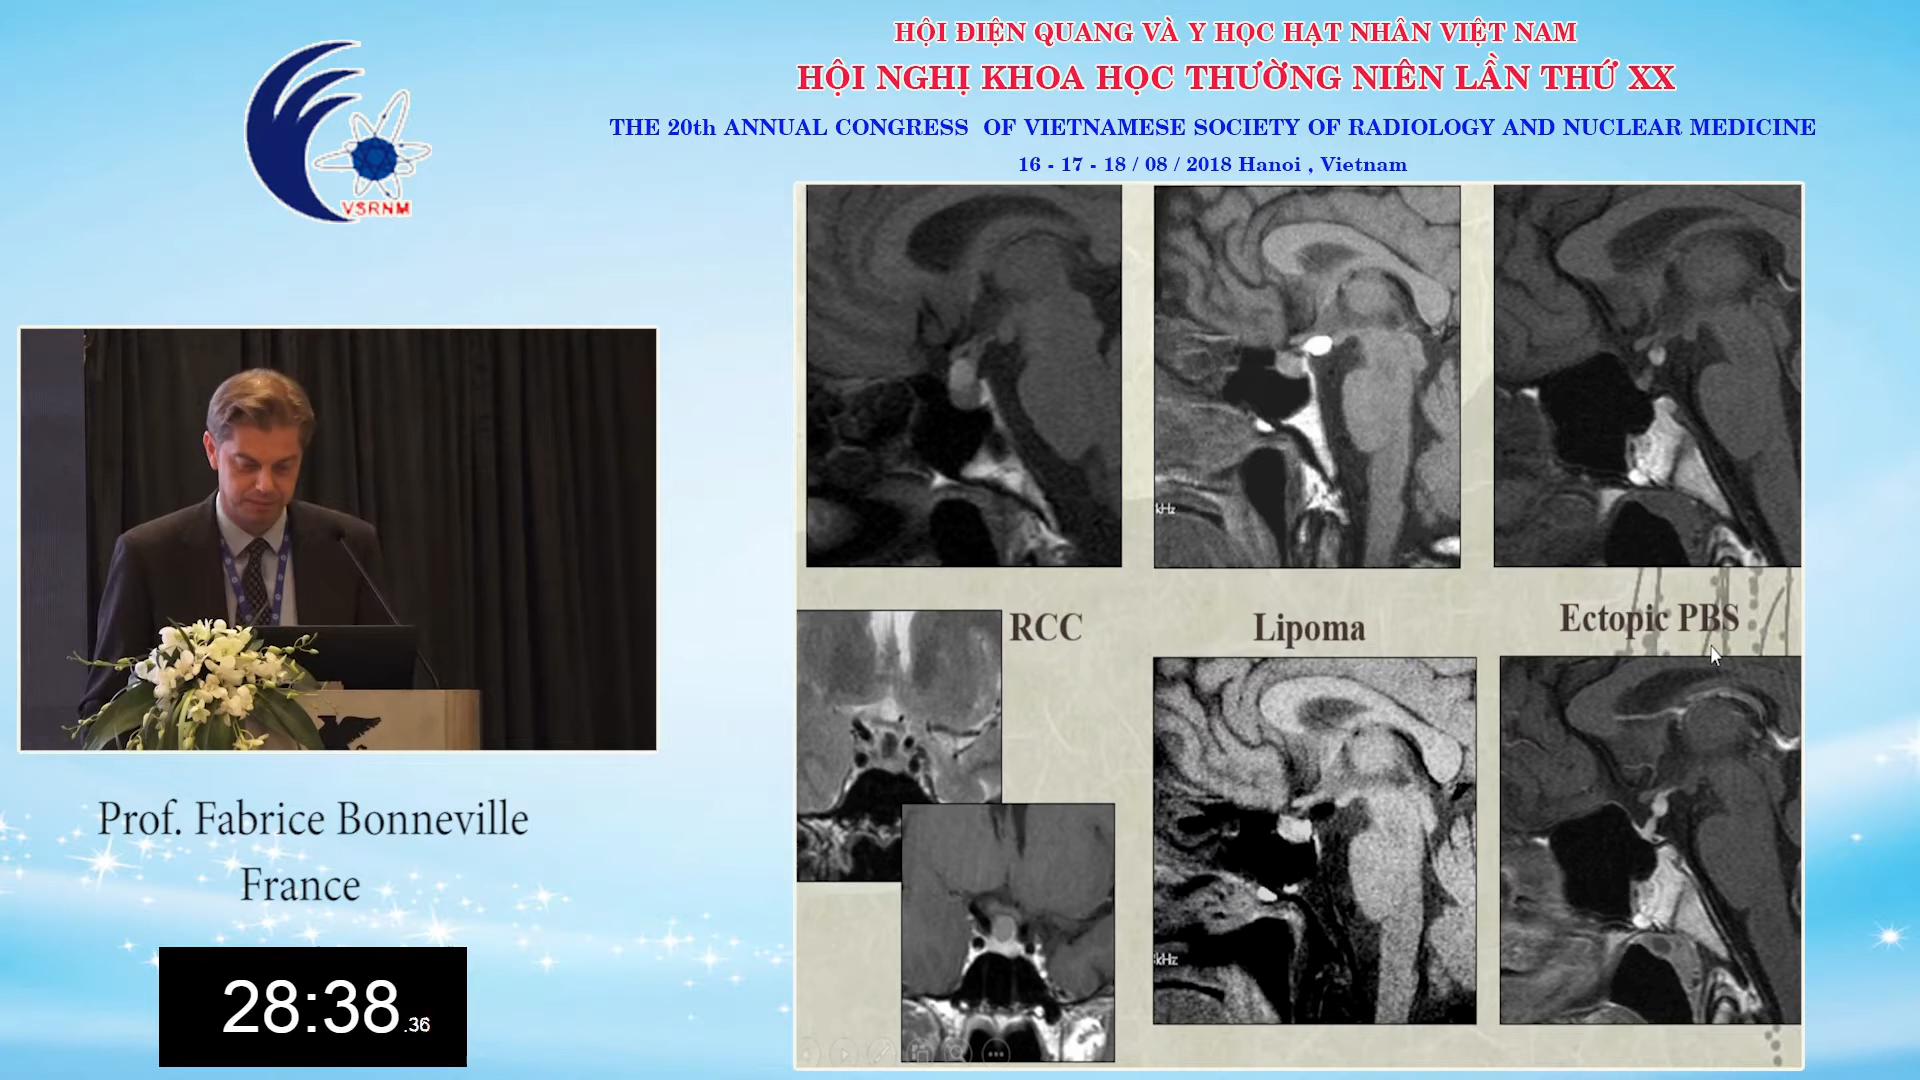 HỘI ĐIỆN QUANG VÀ Y HỌC HẠT NHÂN VIỆT NAM
HỘI NGHỊ KHOA HỌC THƯỜNG NIÊN LẦN THỨ XX
THE 20th ANNUAL CONGRESS OF VIETNAMESE SOCIETY OF RADIOLOGY AND NUCLEAR MEDICINE
16 - 17 - 18 / 08 / 2018 Hanoi , Vietnam
VSRNM
kHz
RCC
Lipoma
Ectopic PBS
kHz
Prof. Fabrice Bonneville
France
28:38.36